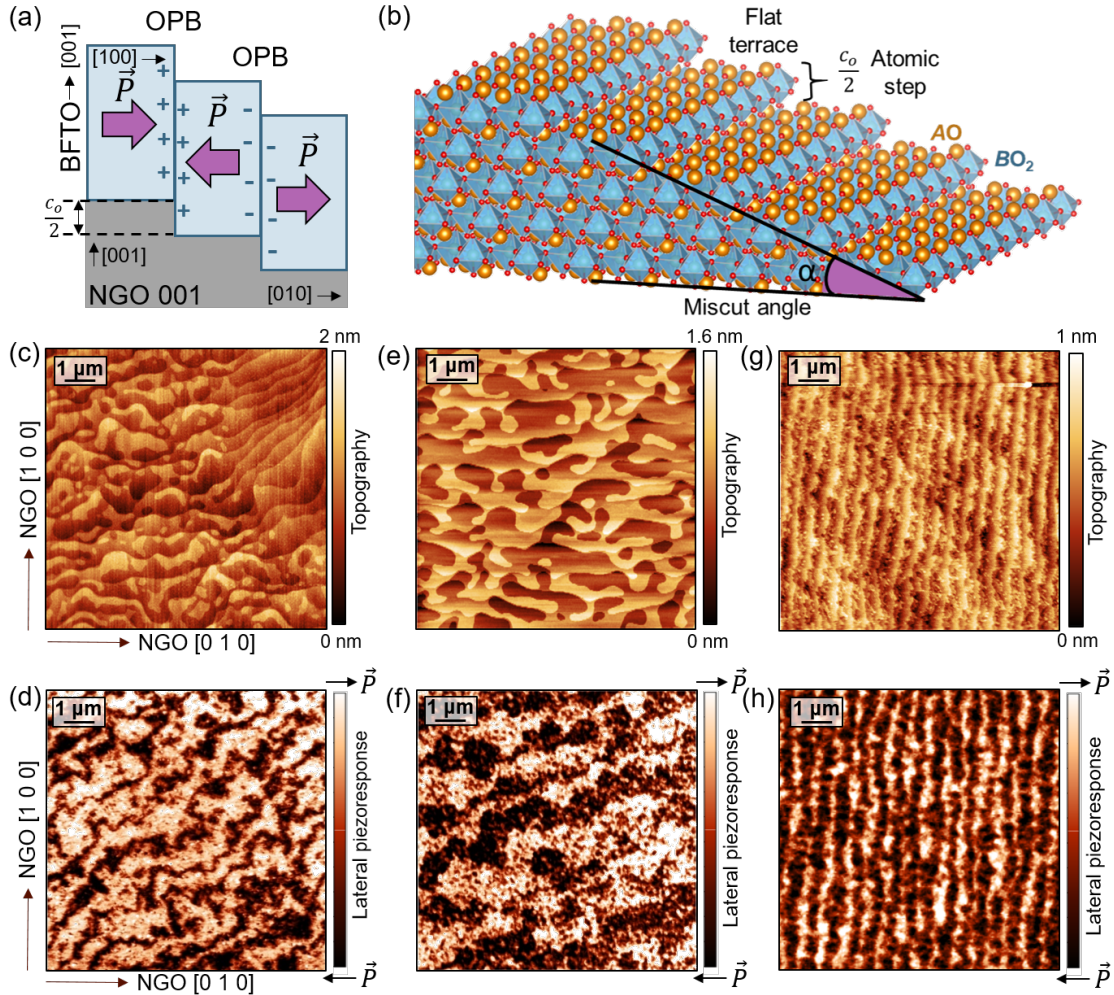 (a)
OPB
OPB
BFTO → [001]
[100] →
P⃗
P⃗
P⃗
+ + + +
+ + + +
- - - -
- - - -
cₒ/2
↑[001]
NGO 001
[010] →
(b)
Flat
terrace
cₒ/2 Atomic
step
AO
BO₂
α
Miscut angle
(c)
1 µm
2 nm
Topography
0 nm
NGO [1 0 0]
NGO [0 1 0]
(e)
1 µm
1.6 nm
Topography
0 nm
(g)
1 µm
1 nm
Topography
0 nm
(d)
1 µm
→ P⃗
Lateral piezoresponse
← P⃗
NGO [1 0 0]
NGO [0 1 0]
(f)
1 µm
→ P⃗
Lateral piezoresponse
← P⃗
(h)
1 µm
→ P⃗
Lateral piezoresponse
← P⃗